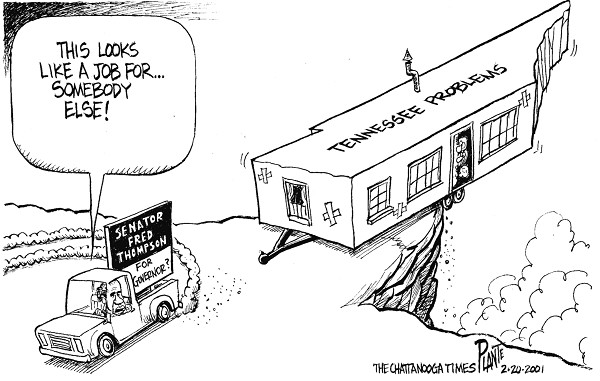 THIS LOOKS
LIKE A JOB FOR...
SOMEBODY
ELSE!
TENNESSEE PROBLEMS
SENATOR
FRED
THOMPSON
FOR
GOVERNOR?
THE CHATTANOOGA TIMES PLANTE 2-20-2001